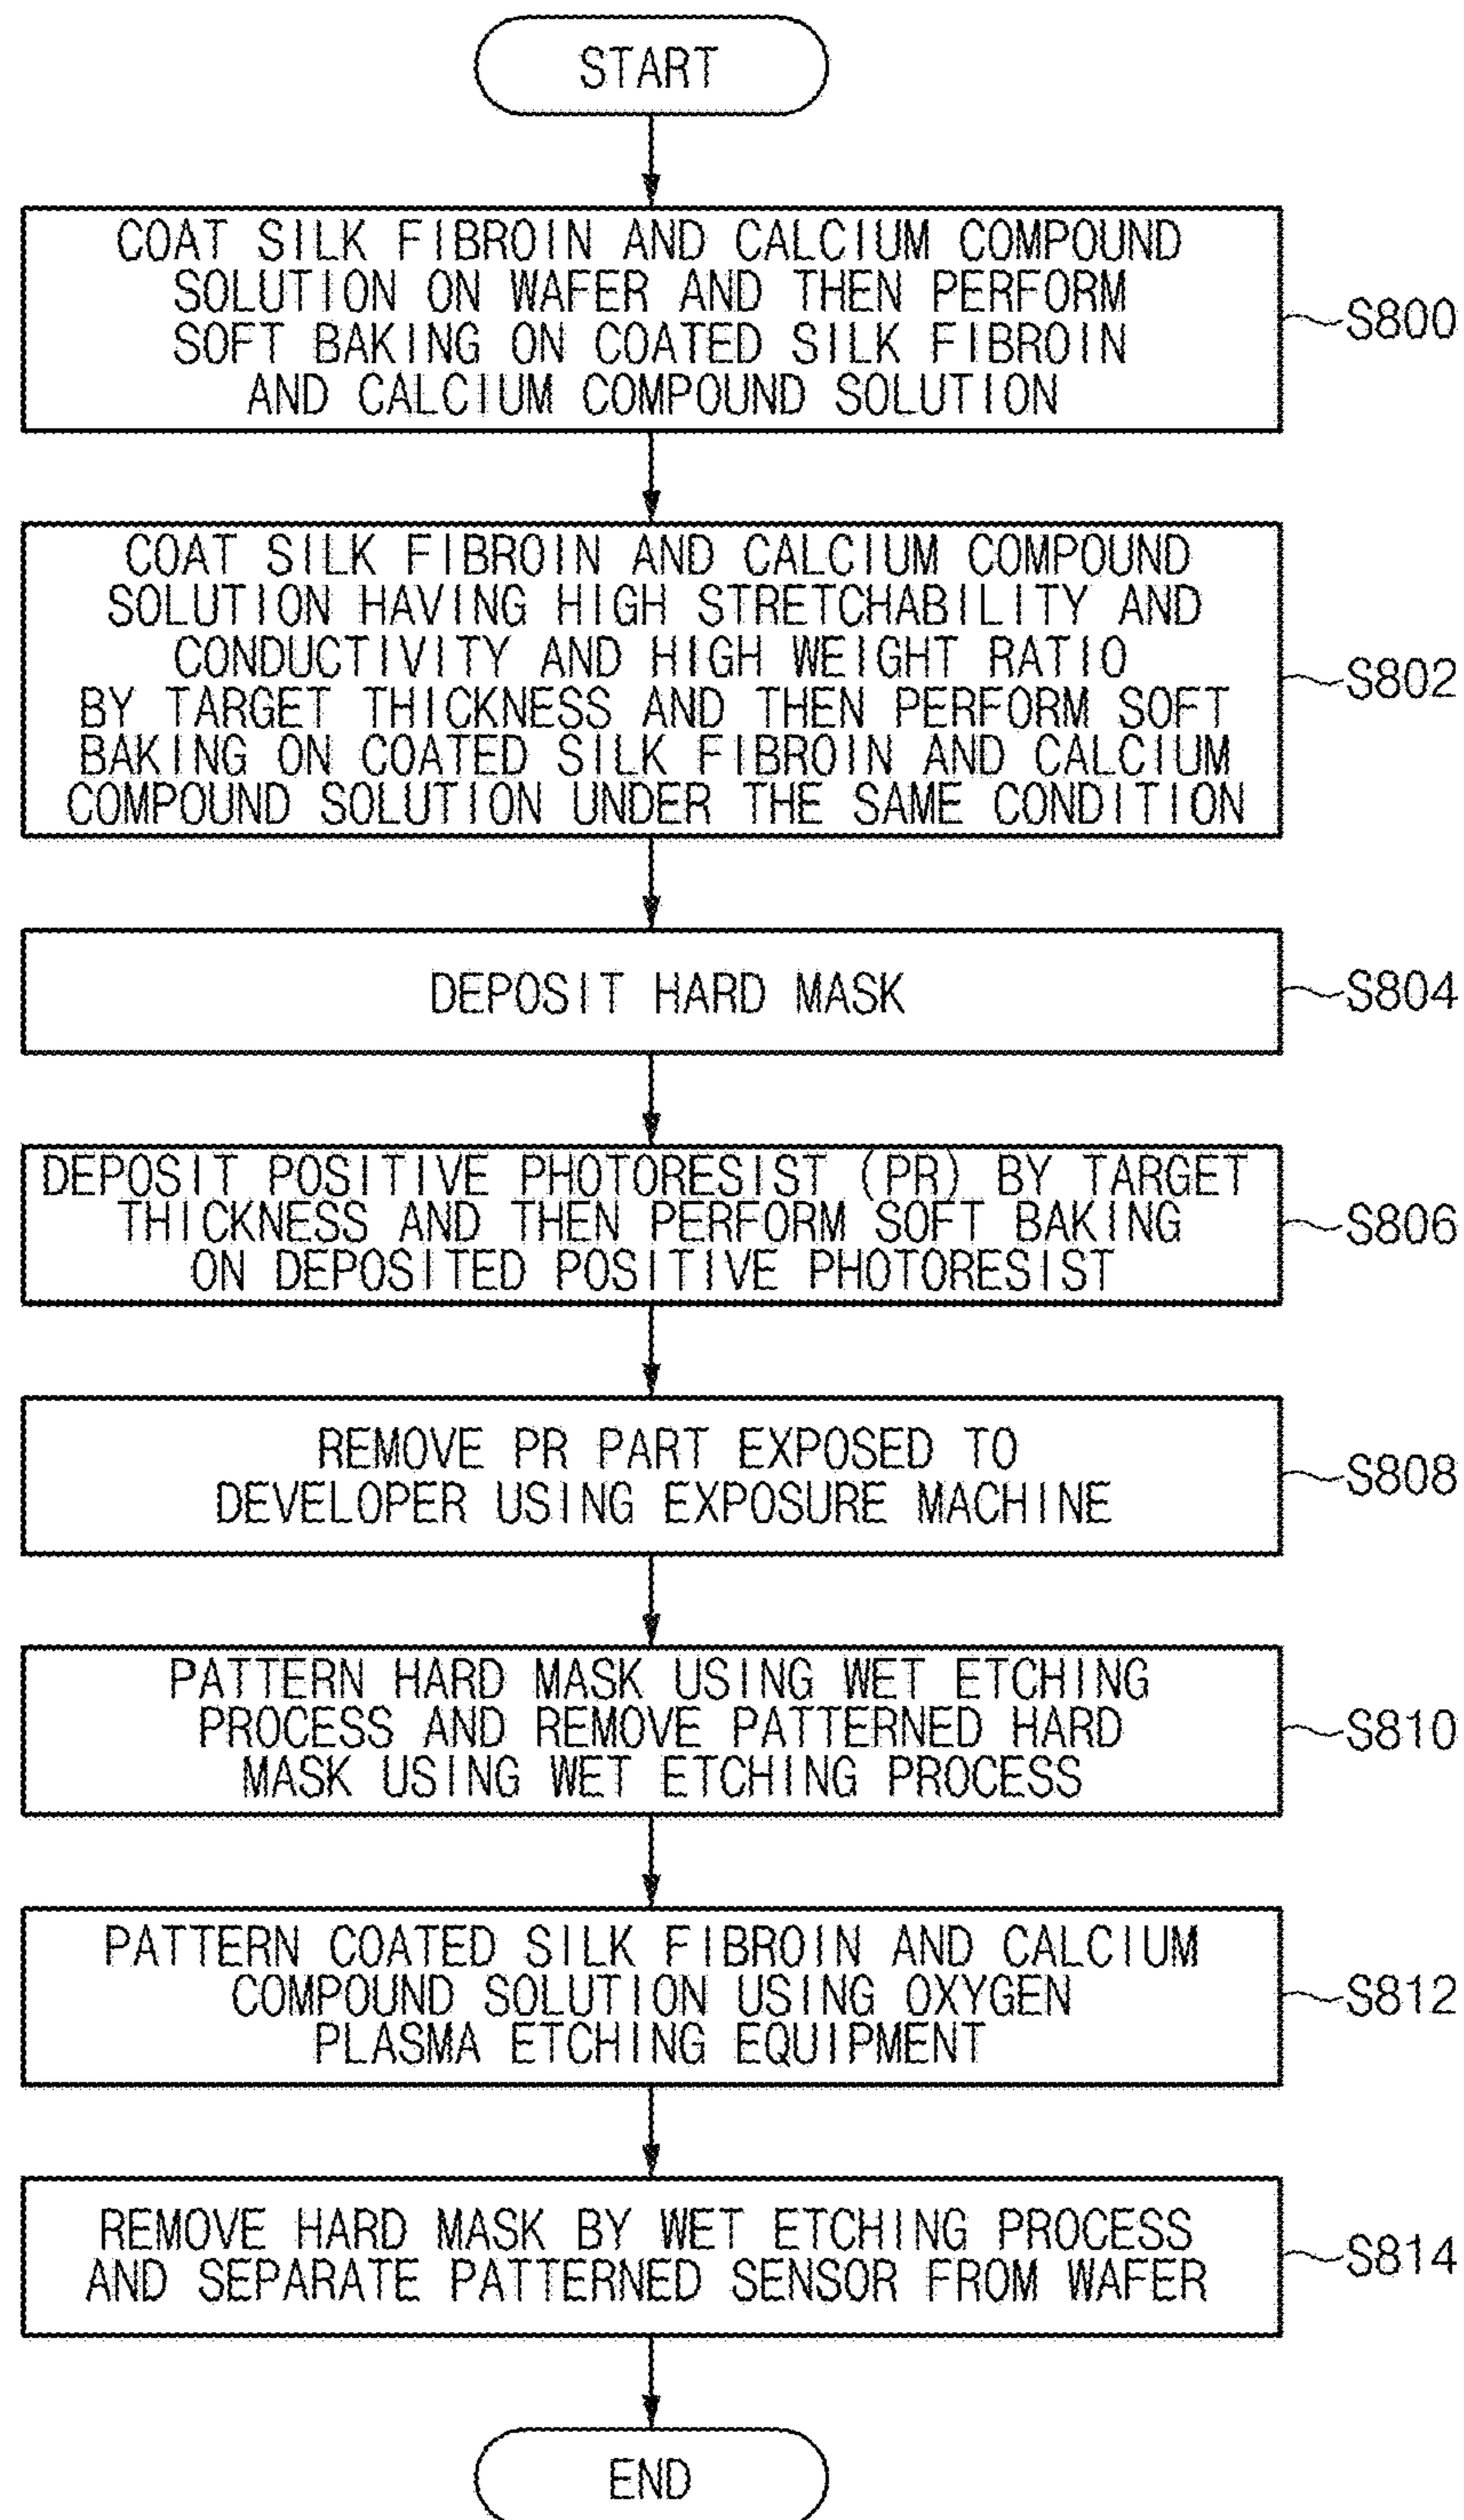 START
COAT SILK FIBROIN AND CALCIUM COMPOUND
SOLUTION ON WAFER AND THEN PERFORM
SOFT BAKING ON COATED SILK FIBROIN
AND CALCIUM COMPOUND SOLUTION
S800
COAT SILK FIBROIN AND CALCIUM COMPOUND
SOLUTION HAVING HIGH STRETCHABILITY AND
CONDUCTIVITY AND HIGH WEIGHT RATIO
BY TARGET THICKNESS AND THEN PERFORM SOFT
BAKING ON COATED SILK FIBROIN AND CALCIUM
COMPOUND SOLUTION UNDER THE SAME CONDITION
S802
DEPOSIT HARD MASK
S804
DEPOSIT POSITIVE PHOTORESIST (PR) BY TARGET
THICKNESS AND THEN PERFORM SOFT BAKING
ON DEPOSITED POSITIVE PHOTORESIST
S806
REMOVE PR PART EXPOSED TO
DEVELOPER USING EXPOSURE MACHINE
S808
PATTERN HARD MASK USING WET ETCHING
PROCESS AND REMOVE PATTERNED HARD
MASK USING WET ETCHING PROCESS
S810
PATTERN COATED SILK FIBROIN AND CALCIUM
COMPOUND SOLUTION USING OXYGEN
PLASMA ETCHING EQUIPMENT
S812
REMOVE HARD MASK BY WET ETCHING PROCESS
AND SEPARATE PATTERNED SENSOR FROM WAFER
S814
END